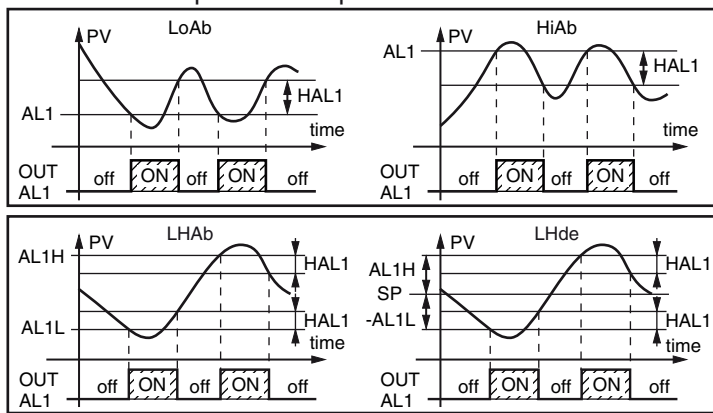 LoAb
PV
AL1
HAL1
time
OUT
AL1
off ON off ON off
HiAb
PV
AL1
HAL1
time
OUT
AL1
off ON off ON off
LHAb
PV
AL1H
HAL1
AL1L
HAL1
time
OUT
AL1
off ON off ON off
LHde
PV
AL1H
HAL1
SP
-AL1L
HAL1
time
OUT
AL1
off ON off ON off